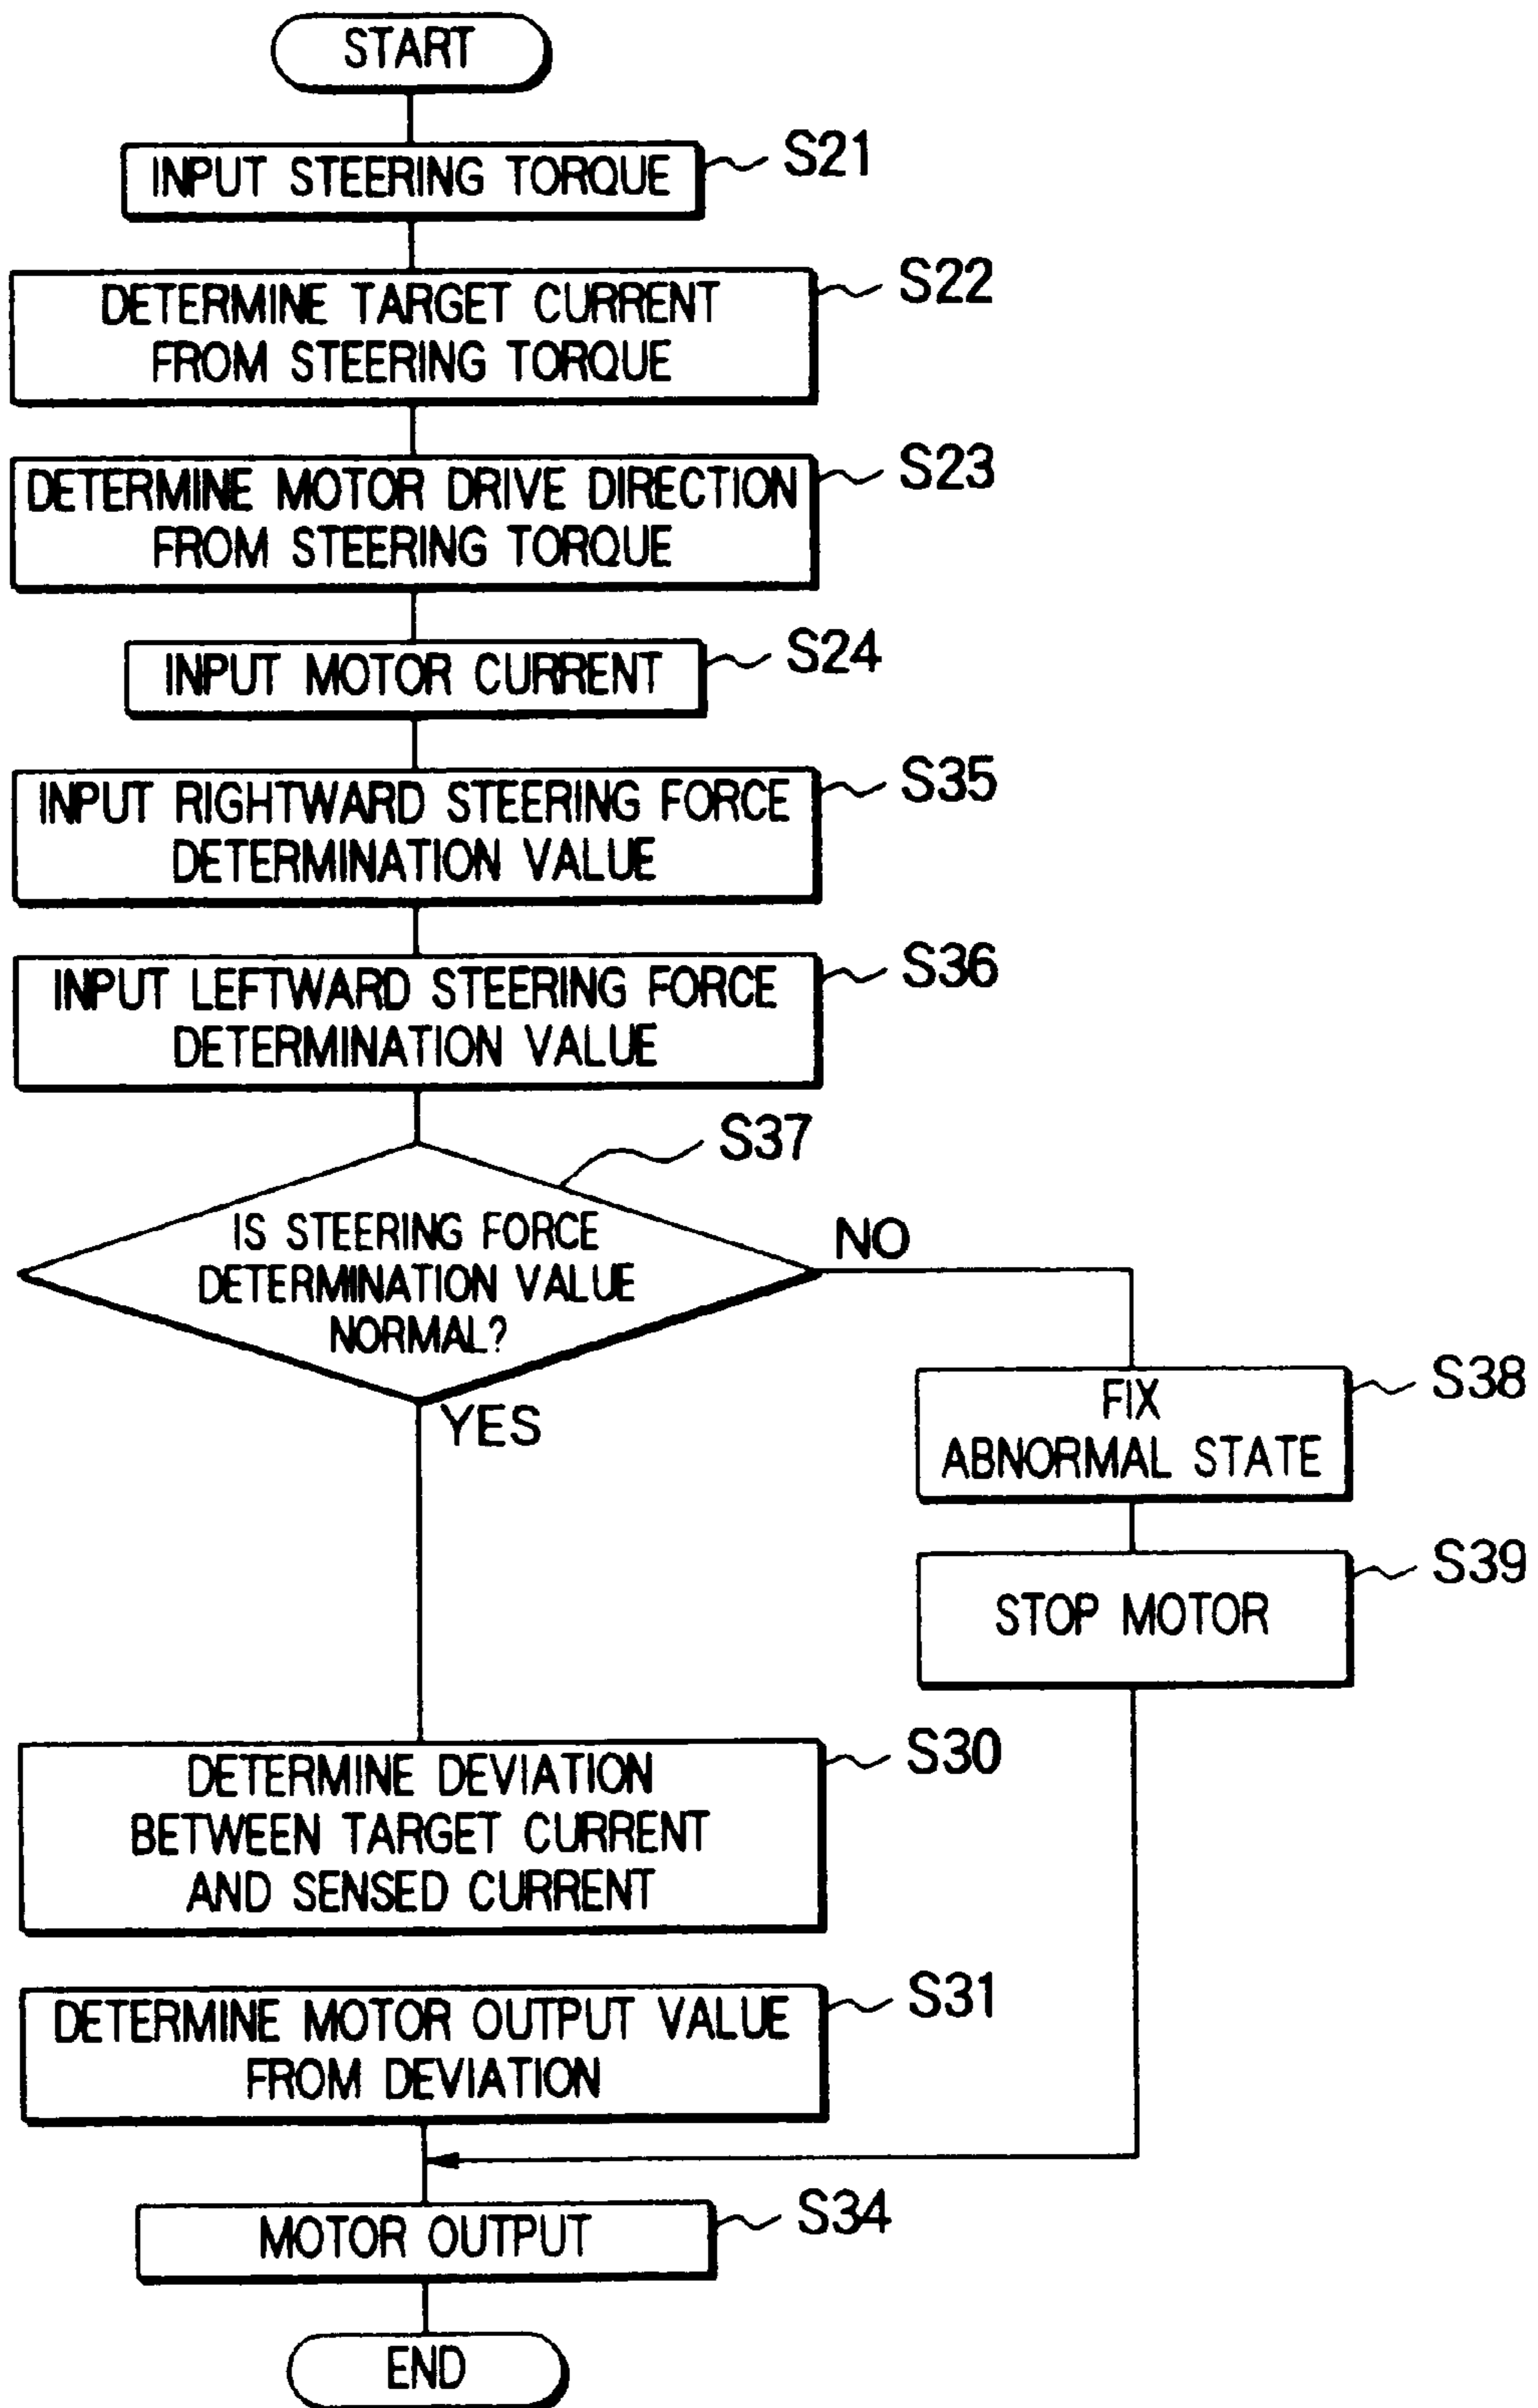 START
INPUT STEERING TORQUE
S21
DETERMINE TARGET CURRENT
FROM STEERING TORQUE
S22
DETERMINE MOTOR DRIVE DIRECTION
FROM STEERING TORQUE
S23
INPUT MOTOR CURRENT
S24
INPUT RIGHTWARD STEERING FORCE
DETERMINATION VALUE
S35
INPUT LEFTWARD STEERING FORCE
DETERMINATION VALUE
S36
S37
IS STEERING FORCE
DETERMINATION VALUE
NORMAL?
NO
YES
FIX
ABNORMAL STATE
S38
STOP MOTOR
S39
DETERMINE DEVIATION
BETWEEN TARGET CURRENT
AND SENSED CURRENT
S30
DETERMINE MOTOR OUTPUT VALUE
FROM DEVIATION
S31
MOTOR OUTPUT
S34
END